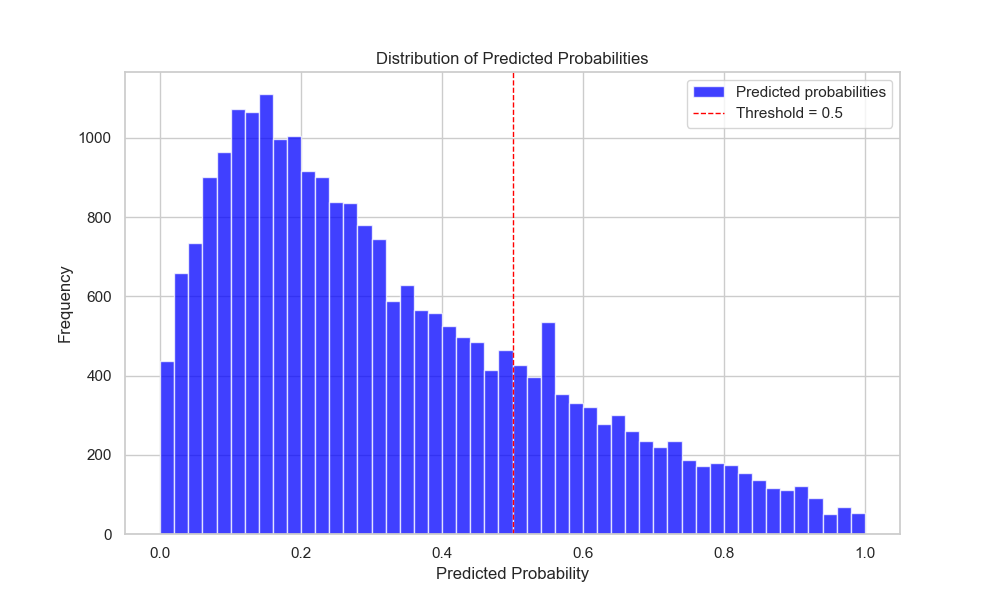 Distribution of Predicted Probabilities
Predicted probabilities
Threshold = 0.5
Frequency
1000
800
600
400
200
0
0.0 0.2 0.4 0.6 0.8 1.0
Predicted Probability